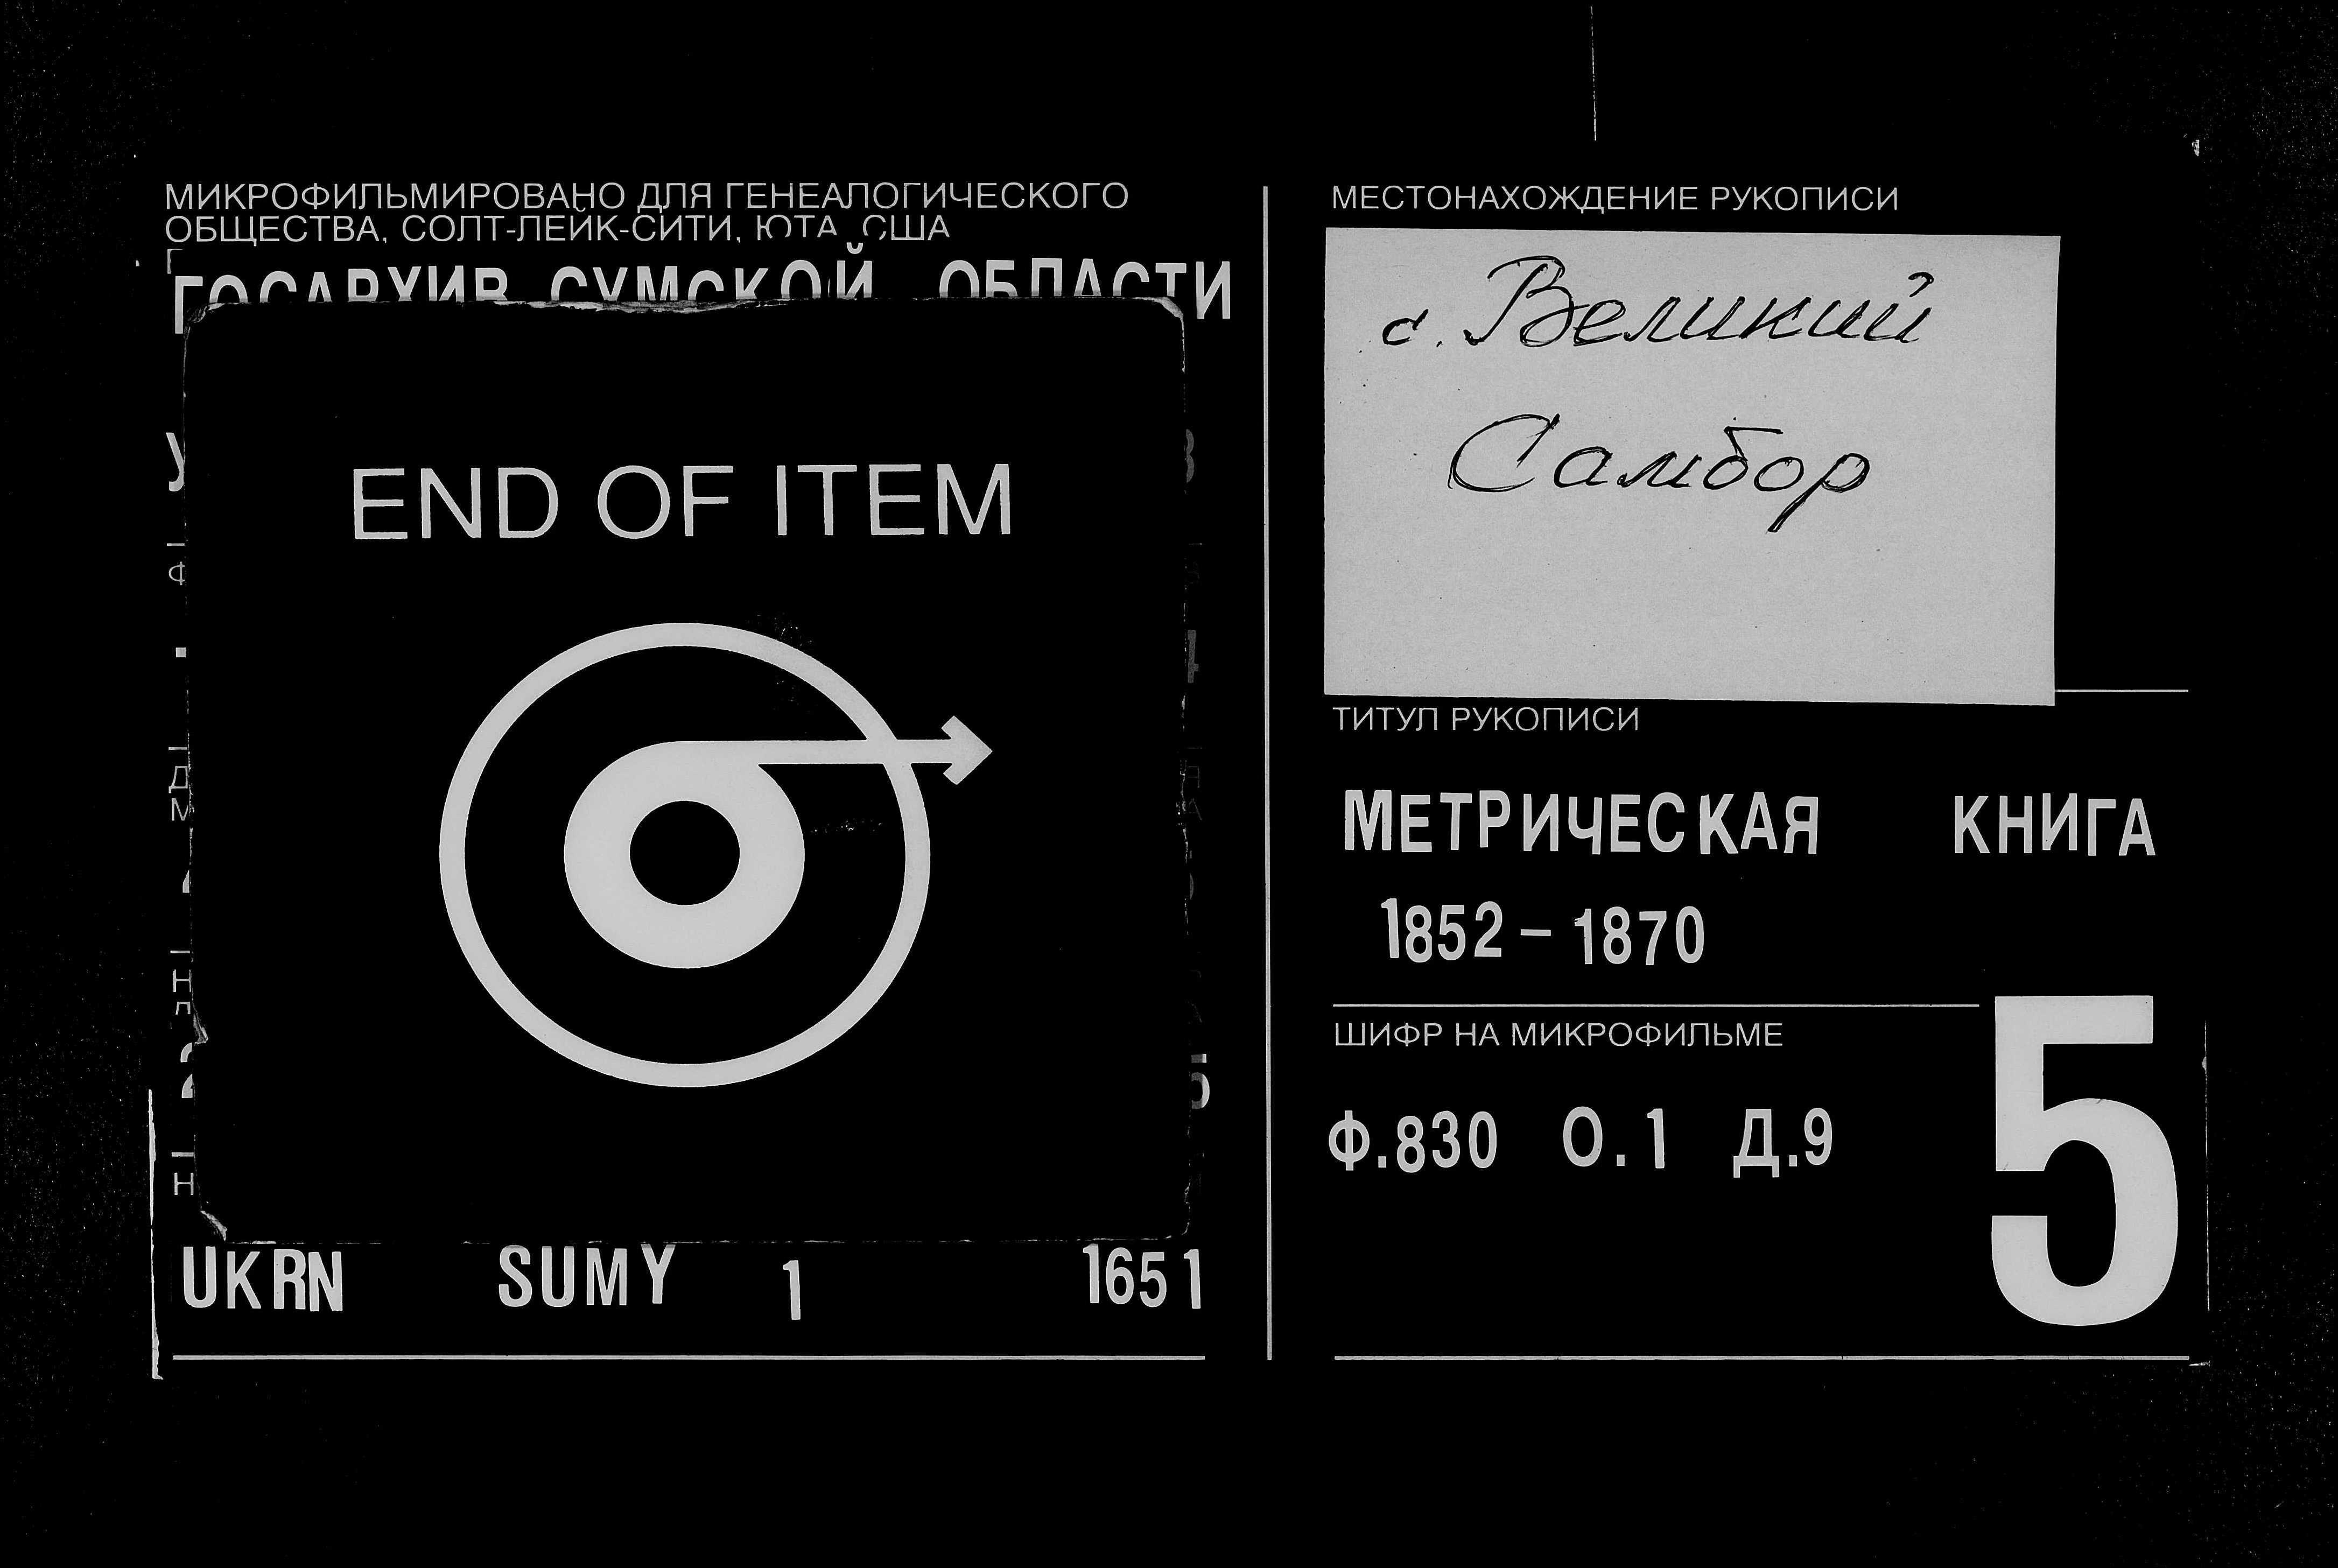 МИКРОФИЛЬМИРОВАНО ДЛЯ ГЕНЕАЛОГИЧЕСКОГО
ОБЩЕСТВА, СОЛТ-ЛЕЙК-СИТИ, ЮТА, США
ГОСАРХИВ СУМСКОЙ ОБЛАСТИ
END OF ITEM
UKRN SUMY 1 1651
МЕСТОНАХОЖДЕНИЕ РУКОПИСИ
с. Великий
Самбор
ТИТУЛ РУКОПИСИ
МЕТРИЧЕСКАЯ КНИГА
1852 – 1870
ШИФР НА МИКРОФИЛЬМЕ
Ф.830 О.1 Д.9
5